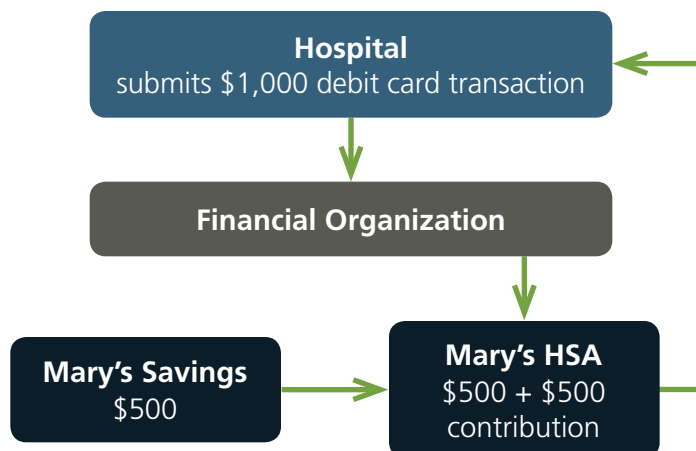 Hospital
submits $1,000 debit card transaction
Financial Organization
Mary’s Savings
$500
Mary’s HSA
$500 + $500
contribution